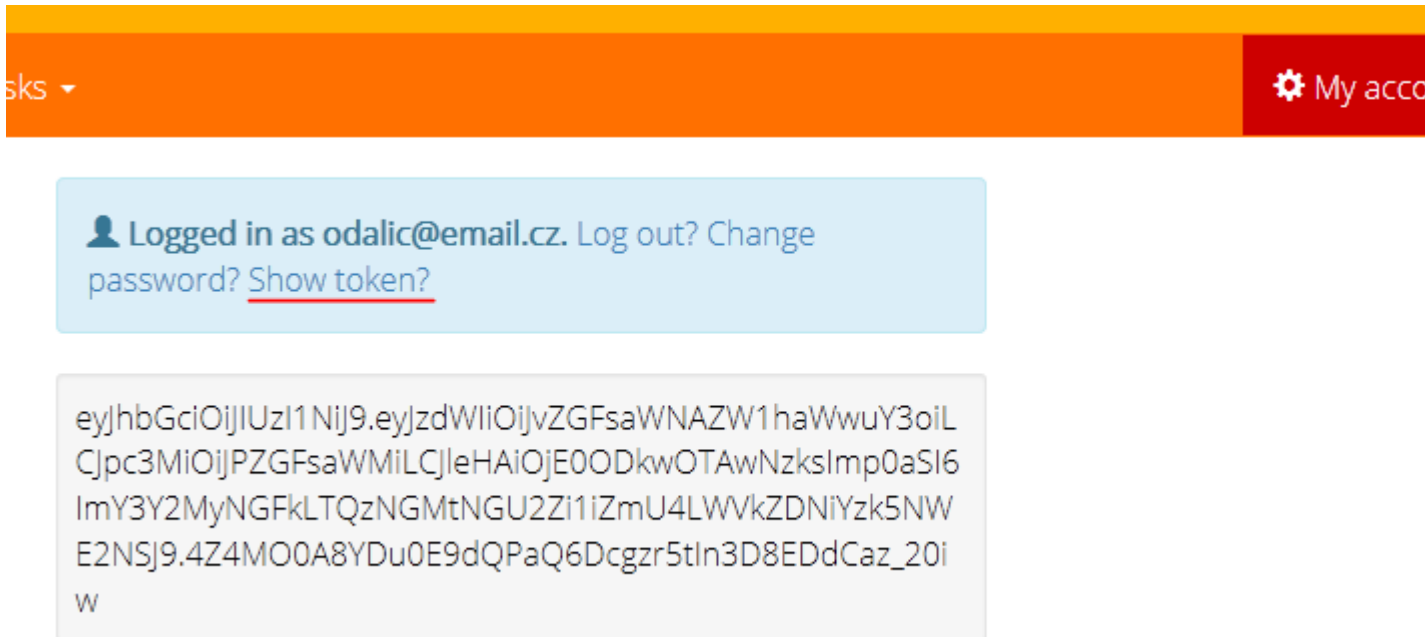 sks
My acco
Logged in as odalic@email.cz. Log out? Change
password? Show token?
eyJhbGciOiJIUzI1NiJ9.eyJzdWIiOiJvZGFsaWNAZW1haWwuY3oiL
CJpc3MiOiJPZGFsaWMiLCJleHAiOjE0ODkwOTAwNzksImp0aSI6
ImY3Y2MyNGFkLTQzNGMtNGU2Zi1iZmU4LWVkZDNiYzk5NW
E2NSJ9.4Z4MO0A8YDu0E9dQPaQ6Dcgzr5tIn3D8EDdCaz_20i
w